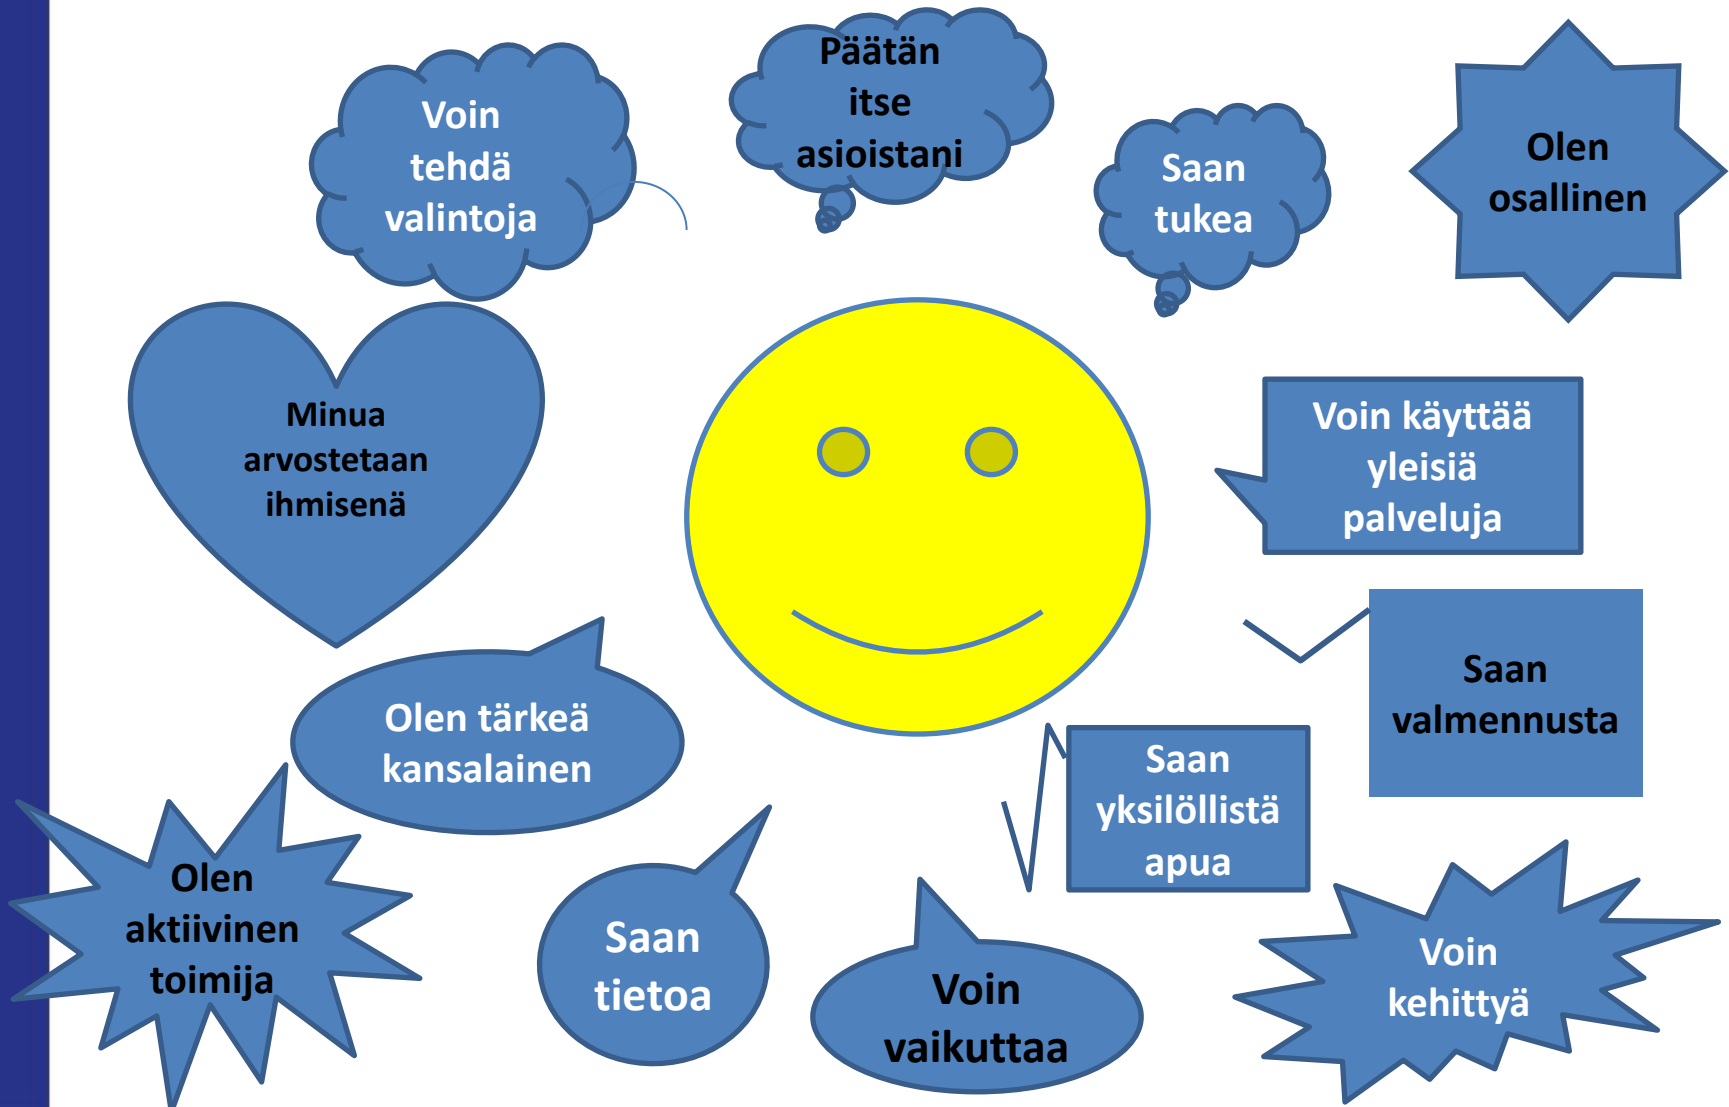 Voin
tehdä
valintoja
Päätän
itse
asioistani
Saan
tukea
Olen
osallinen
Minua
arvostetaan
ihmisenä
Voin käyttää
yleisiä
palveluja
Saan
valmennusta
Olen tärkeä
kansalainen
Saan
yksilöllistä
apua
Olen
aktiivinen
toimija
Saan
tietoa
Voin
vaikuttaa
Voin
kehittyä